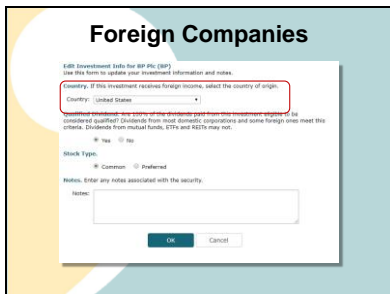 Foreign Companies
Edit Investment Info for BP Plc (BP)
Use this form to update your investment information and notes.
Country. If this investment receives foreign income, select the country of origin.
Country: United States
Qualified Dividend. Are 100% of the dividends paid from this investment eligible to be
considered qualified? Dividends from most domestic corporations and some foreign ones meet this
criteria. Dividends from mutual funds, ETFs and REITs may not.
Yes No
Stock Type.
Common Preferred
Notes. Enter any notes associated with the security.
Notes:
OK Cancel